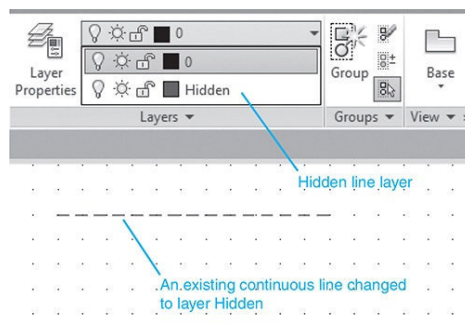 0
0
Hidden
Layer
Properties
Group
Base
Layers
Groups
View
Hidden line layer
An existing continuous line changed
to layer Hidden